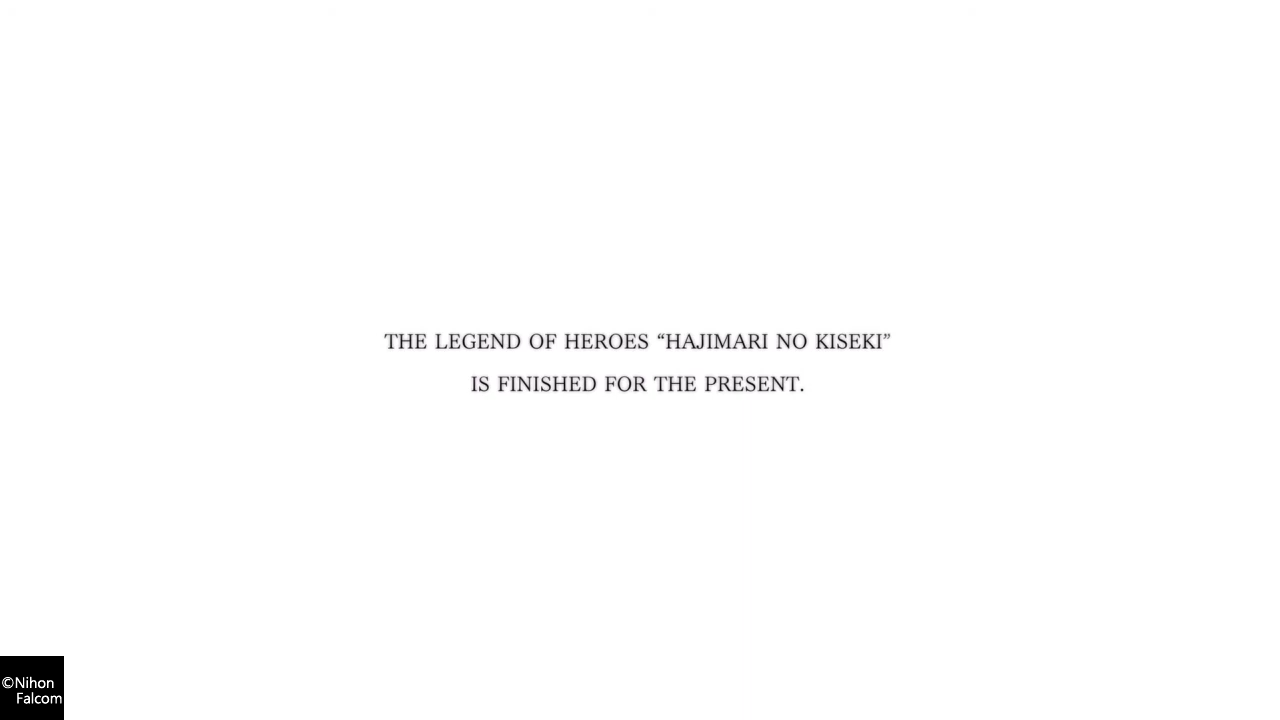 THE LEGEND OF HEROES “HAJIMARI NO KISEKI”
IS FINISHED FOR THE PRESENT.
©Nihon
Falcom